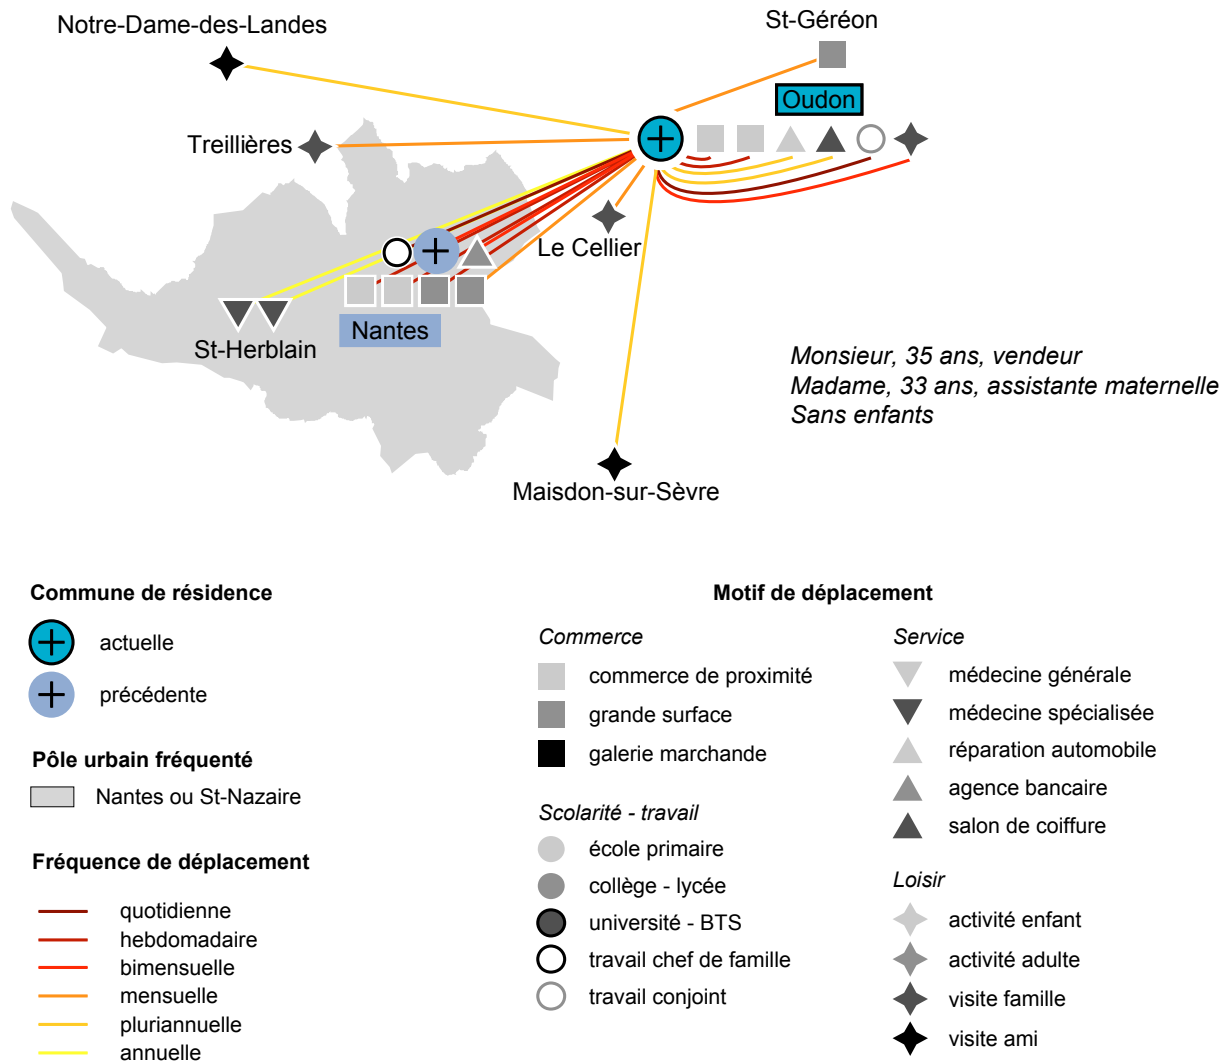 Notre-Dame-des-Landes
St-Géréon
Oudon
Treillières
Le Cellier
Nantes
St-Herblain
Maisdon-sur-Sèvre
Monsieur, 35 ans, vendeur
Madame, 33 ans, assistante maternelle
Sans enfants
Commune de résidence
actuelle
précédente
Pôle urbain fréquenté
Nantes ou St-Nazaire
Fréquence de déplacement
quotidienne
hebdomadaire
bimensuelle
mensuelle
pluriannuelle
annuelle
Motif de déplacement
Commerce
commerce de proximité
grande surface
galerie marchande
Scolarité - travail
école primaire
collège - lycée
université - BTS
travail chef de famille
travail conjoint
Service
médecine générale
médecine spécialisée
réparation automobile
agence bancaire
salon de coiffure
Loisir
activité enfant
activité adulte
visite famille
visite ami